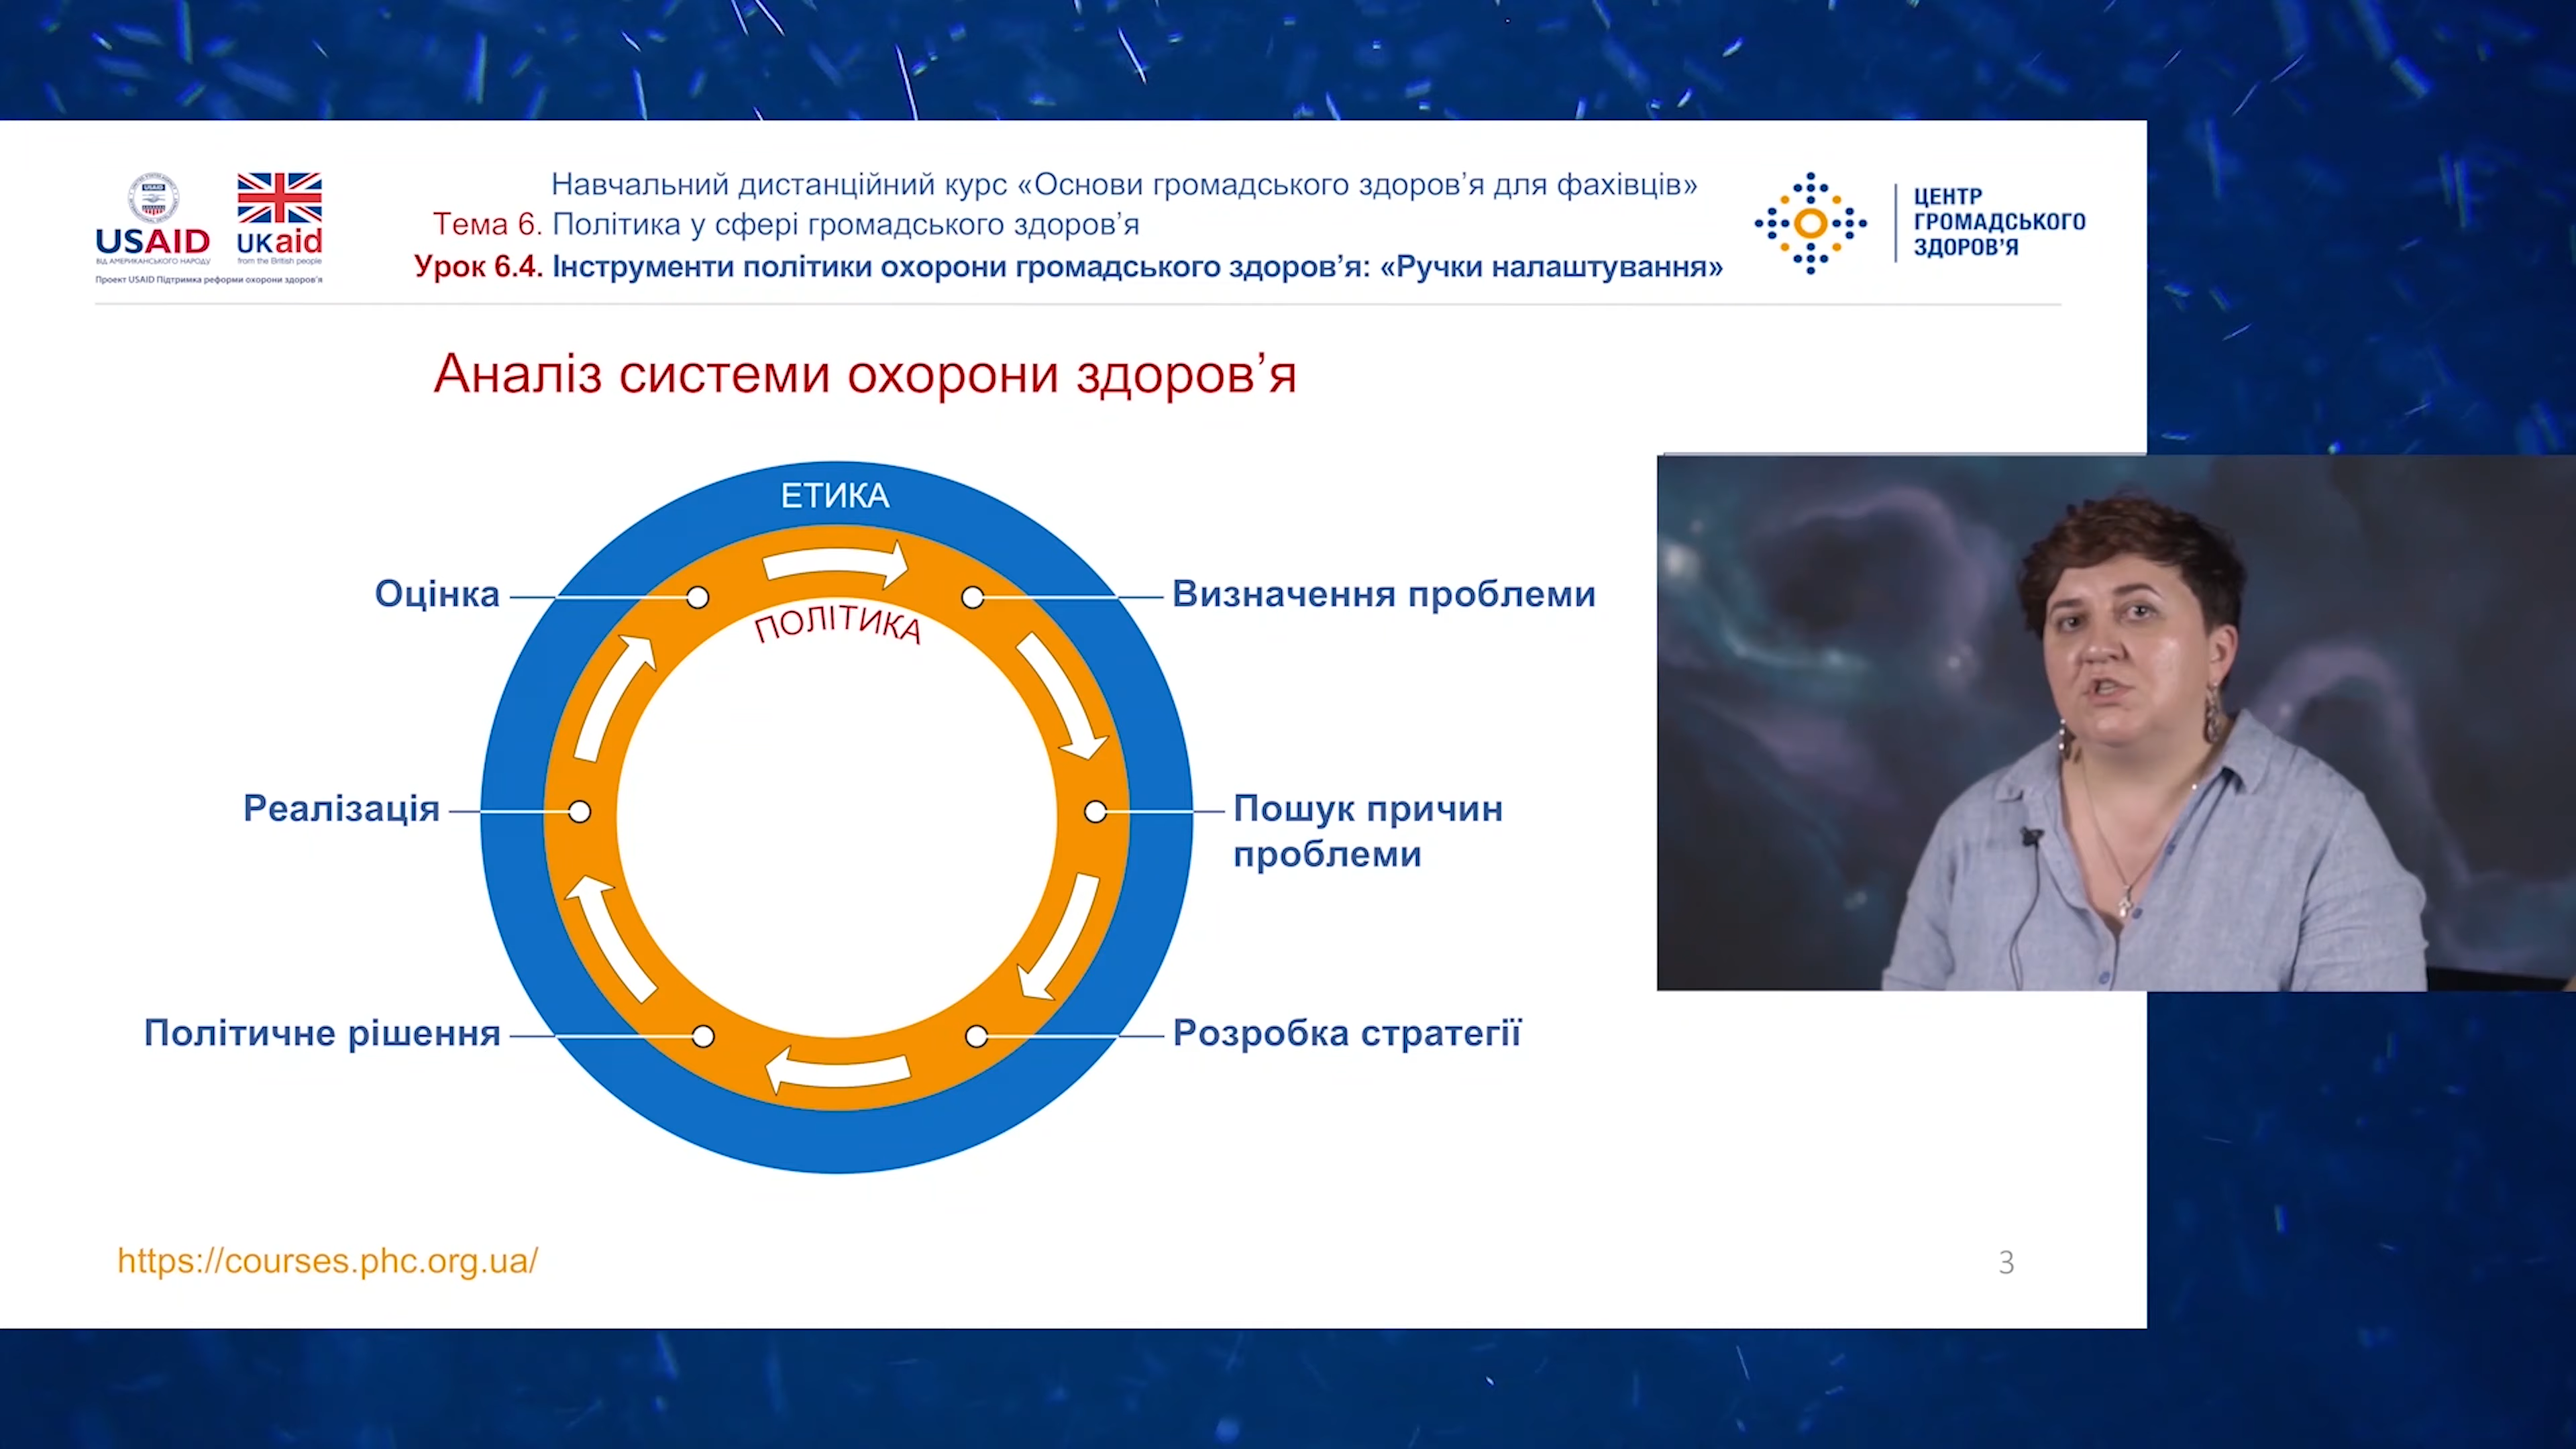 USAID
ВІД АМЕРИКАНСЬКОГО НАРОДУ
UKaid
from the British people
Проект USAID Підтримка реформи охорони здоров'я
Навчальний дистанційний курс «Основи громадського здоров’я для фахівців»
Тема 6. Політика у сфері громадського здоров’я
Урок 6.4. Інструменти політики охорони громадського здоров’я: «Ручки налаштування»
ЦЕНТР
ГРОМАДСЬКОГО
ЗДОРОВ’Я
Аналіз системи охорони здоров’я
ЕТИКА
ПОЛІТИКА
Оцінка
Визначення проблеми
Реалізація
Пошук причин
проблеми
Політичне рішення
Розробка стратегії
https://courses.phc.org.ua/
3